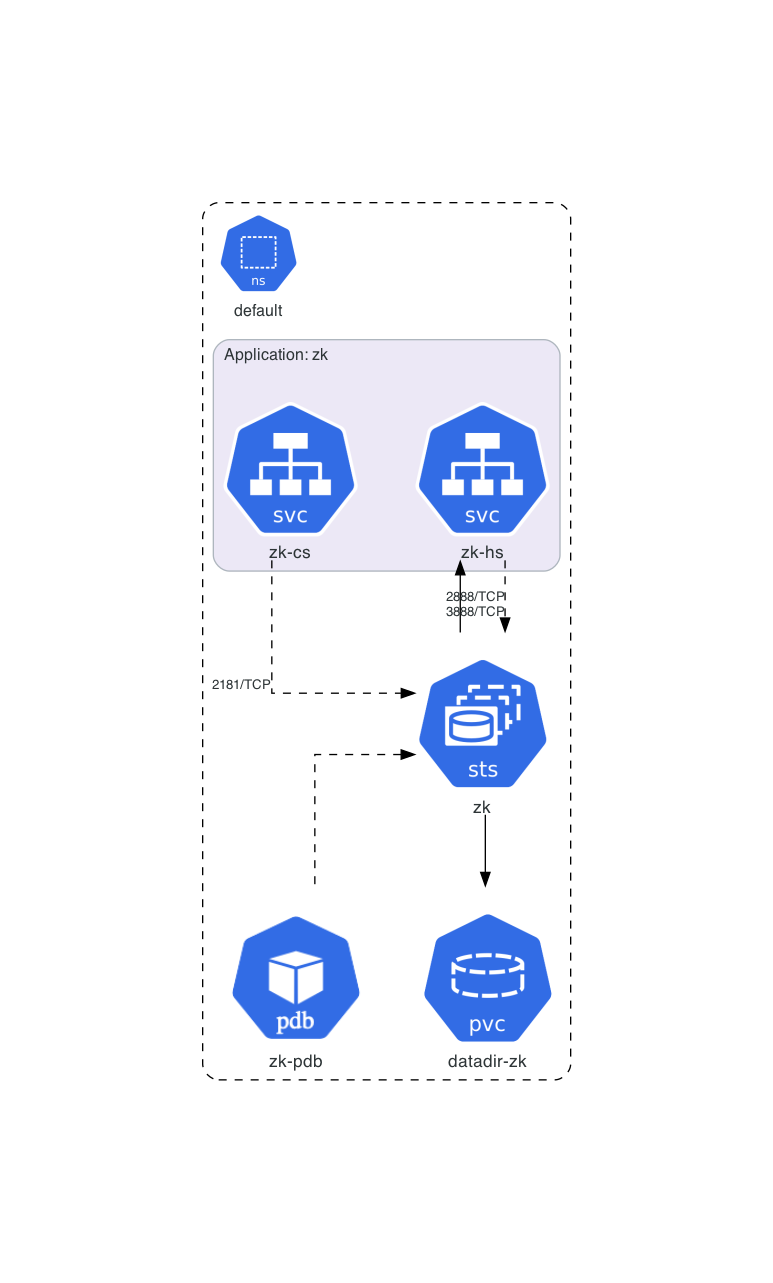 ns
default
Application: zk
svc
svc
zk-cs
zk-hs
2888/TCP
3888/TCP
2181/TCP
sts
zk
pdb
pvc
zk-pdb
datadir-zk